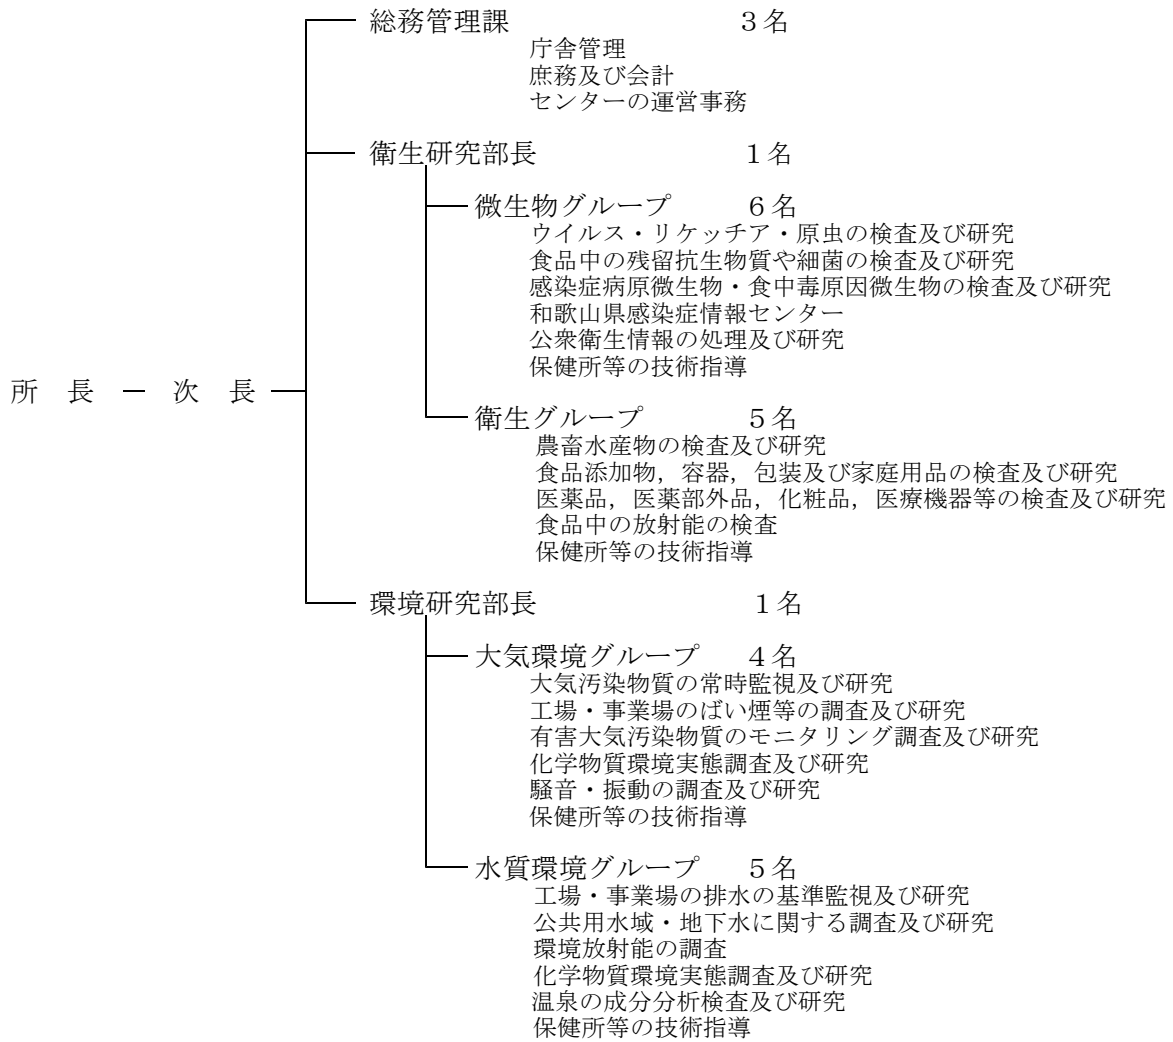 総務管理課 3名
庁舎管理
庶務及び会計
センターの運営事務
衛生研究部長 1名
微生物グループ 6名
ウイルス・リケッチア・原虫の検査及び研究
食品中の残留抗生物質や細菌の検査及び研究
感染症病原微生物・食中毒原因微生物の検査及び研究
和歌山県感染症情報センター
公衆衛生情報の処理及び研究
保健所等の技術指導
所 長 ー 次 長
衛生グループ 5名
農畜水産物の検査及び研究
食品添加物，容器，包装及び家庭用品の検査及び研究
医薬品，医薬部外品，化粧品，医療機器等の検査及び研究
食品中の放射能の検査
保健所等の技術指導
環境研究部長 1名
大気環境グループ 4名
大気汚染物質の常時監視及び研究
工場・事業場のばい煙等の調査及び研究
有害大気汚染物質のモニタリング調査及び研究
化学物質環境実態調査及び研究
騒音・振動の調査及び研究
保健所等の技術指導
水質環境グループ 5名
工場・事業場の排水の基準監視及び研究
公共用水域・地下水に関する調査及び研究
環境放射能の調査
化学物質環境実態調査及び研究
温泉の成分分析検査及び研究
保健所等の技術指導